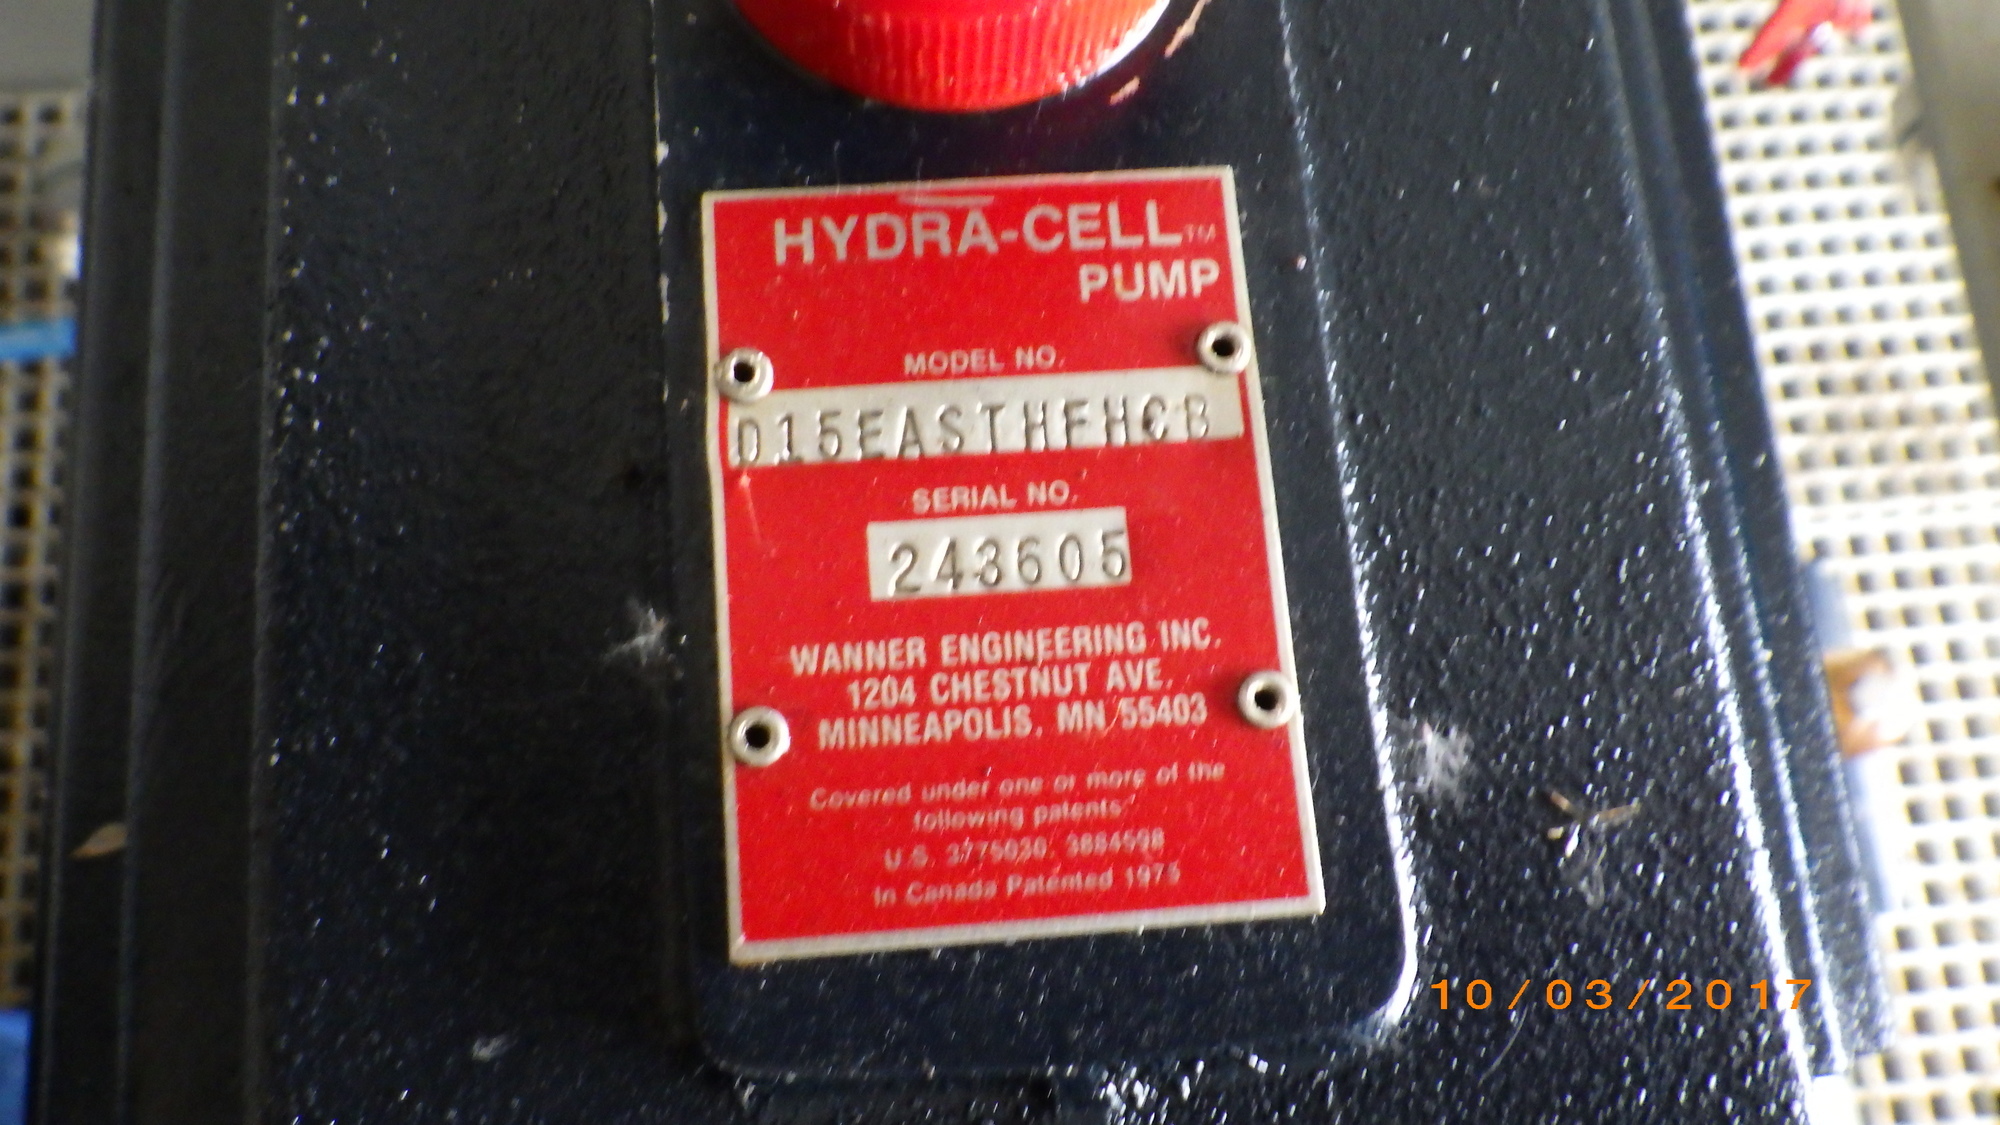 HYDRA-CELL™
PUMP
MODEL NO.
D15EASTHFHCB
SERIAL NO.
243605
WANNER ENGINEERING INC.
1204 CHESTNUT AVE.
MINNEAPOLIS, MN 55403
Covered under one or more of the
following patents
U.S. 3775030, 3884598
In Canada Patented 1975
10/03/2017